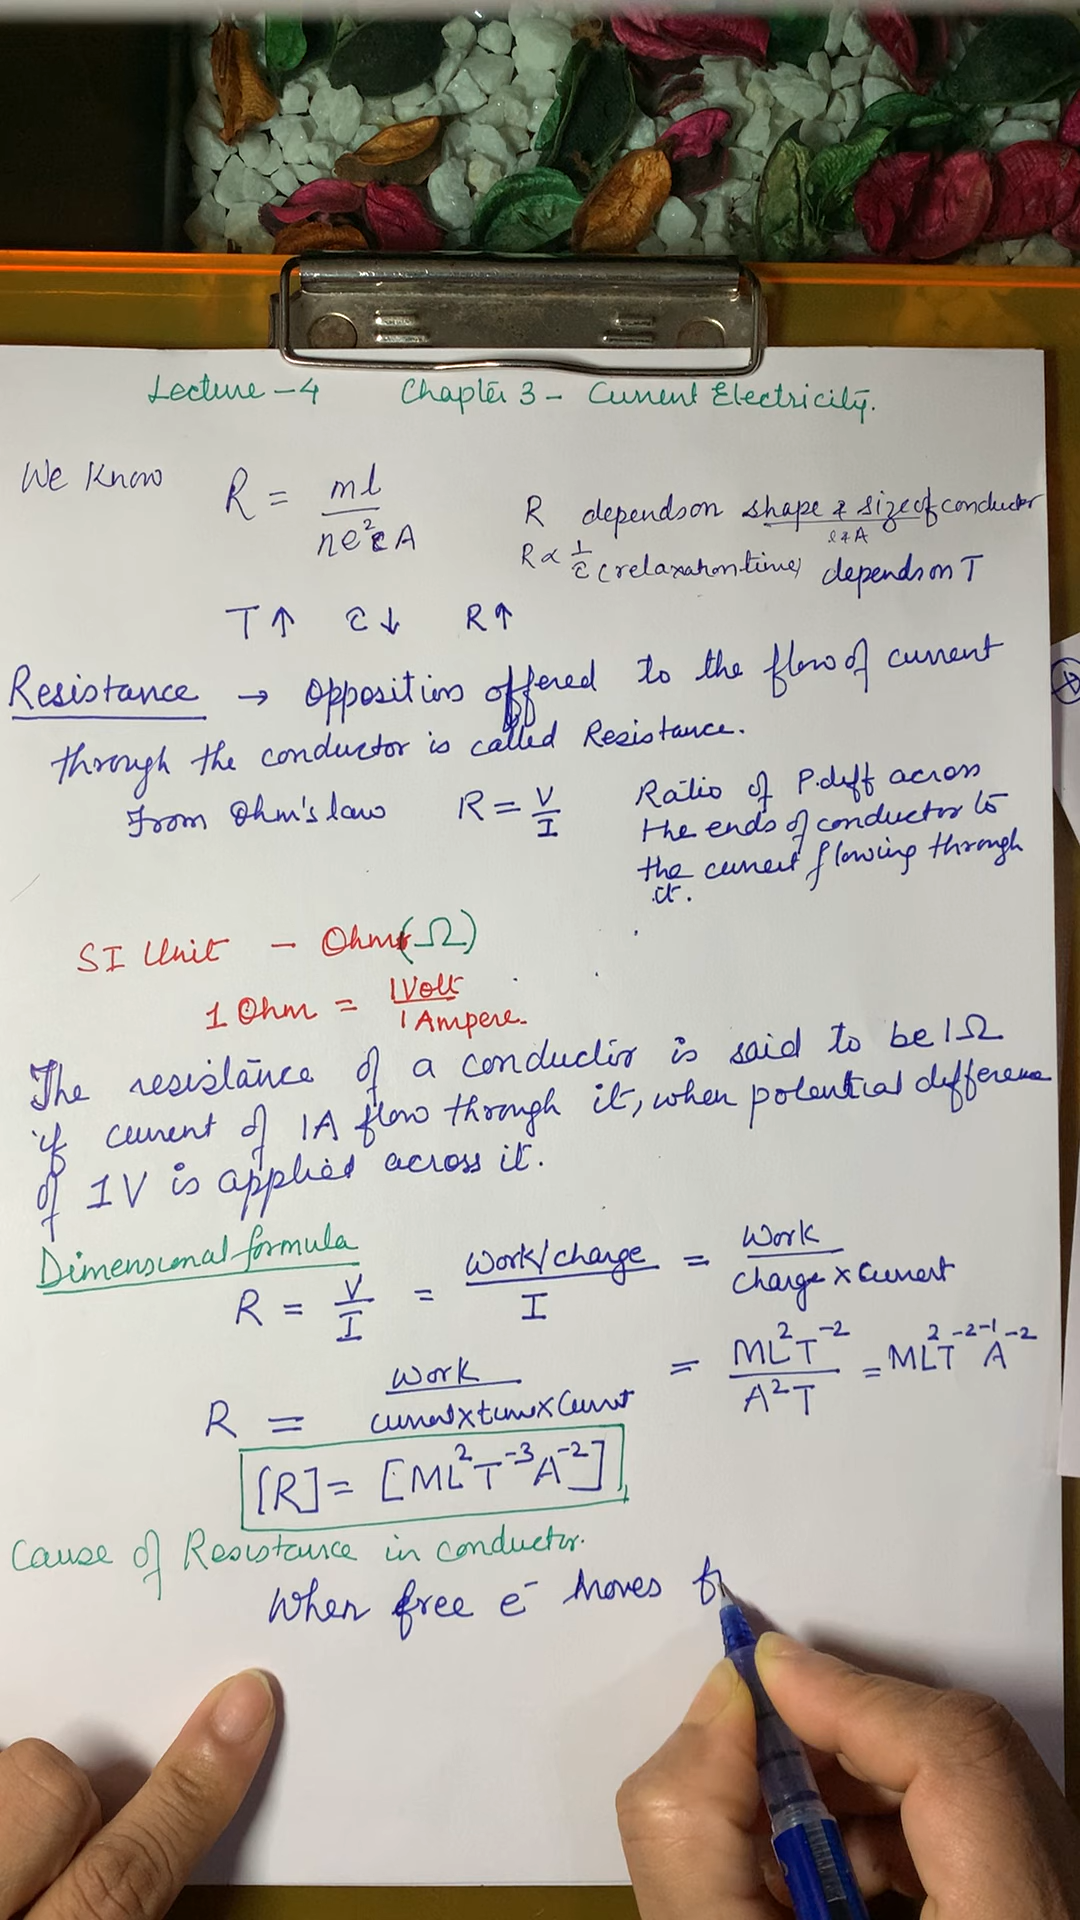 Lecture - 4 Chapter 3 - Current Electricity.
We Know R = ml / ne²τA
R depends on shape & size of conductor
l & A
R ∝ 1/τ (relaxation time) depends on T
T↑ τ↓ R↑
Resistance → Opposition offered to the flow of current
through the conductor is called Resistance.
From Ohm's law R = V/I
Ratio of P.diff across
the ends of conductor to
the current flowing through
it.
SI Unit - Ohm (Ω)
1 Ohm = 1 Volt / 1 Ampere.
The resistance of a conductor is said to be 1Ω
if current of 1A flow through it, when potential difference
of 1V is applied across it.
Dimensional formula
R = V/I = Work/charge / I = Work / Charge × Current
R = Work / Current × time × Current = ML²T⁻² / A²T = ML²T⁻²⁻¹A⁻²
[R] = [ML²T⁻³A⁻²]
Cause of Resistance in conductor.
When free e⁻ moves